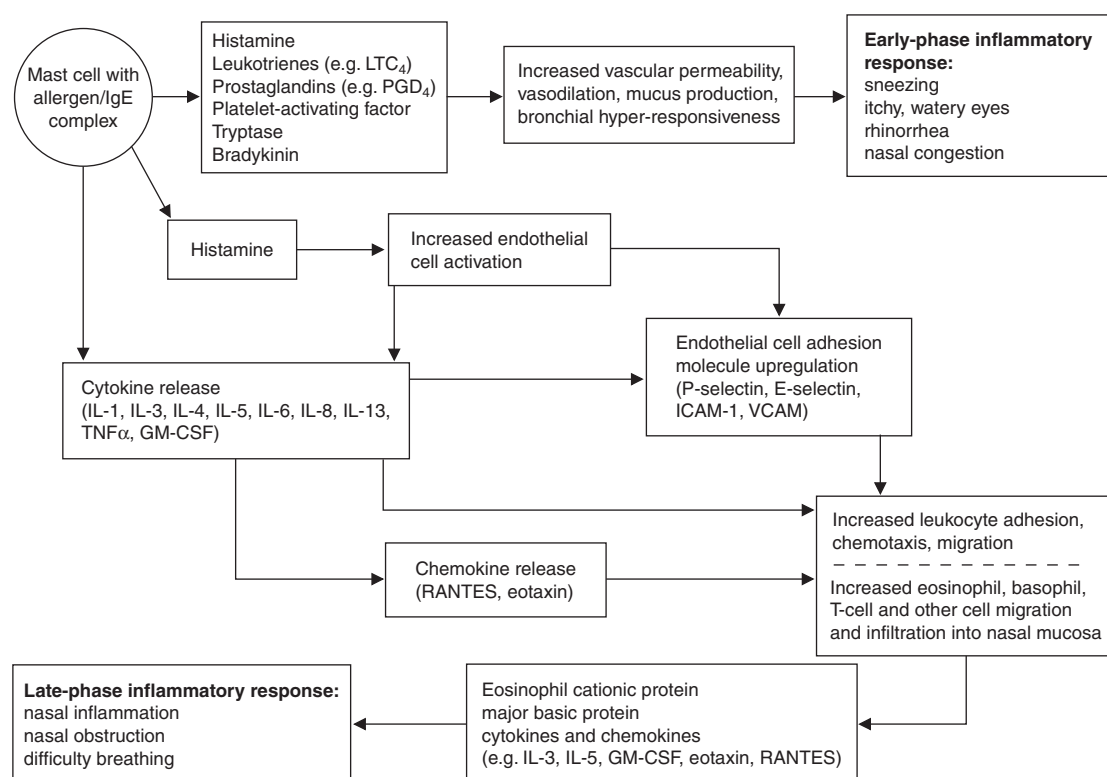 Mast cell with
allergen/IgE
complex
Histamine
Leukotrienes (e.g. LTC₄)
Prostaglandins (e.g. PGD₄)
Platelet-activating factor
Tryptase
Bradykinin
Increased vascular permeability,
vasodilation, mucus production,
bronchial hyper-responsiveness
Early-phase inflammatory
response:
sneezing
itchy, watery eyes
rhinorrhea
nasal congestion
Histamine
Increased endothelial
cell activation
Endothelial cell adhesion
molecule upregulation
(P-selectin, E-selectin,
ICAM-1, VCAM)
Cytokine release
(IL-1, IL-3, IL-4, IL-5, IL-6, IL-8, IL-13,
TNFα, GM-CSF)
Chemokine release
(RANTES, eotaxin)
Increased leukocyte adhesion,
chemotaxis, migration
Increased eosinophil, basophil,
T-cell and other cell migration
and infiltration into nasal mucosa
Late-phase inflammatory response:
nasal inflammation
nasal obstruction
difficulty breathing
Eosinophil cationic protein
major basic protein
cytokines and chemokines
(e.g. IL-3, IL-5, GM-CSF, eotaxin, RANTES)